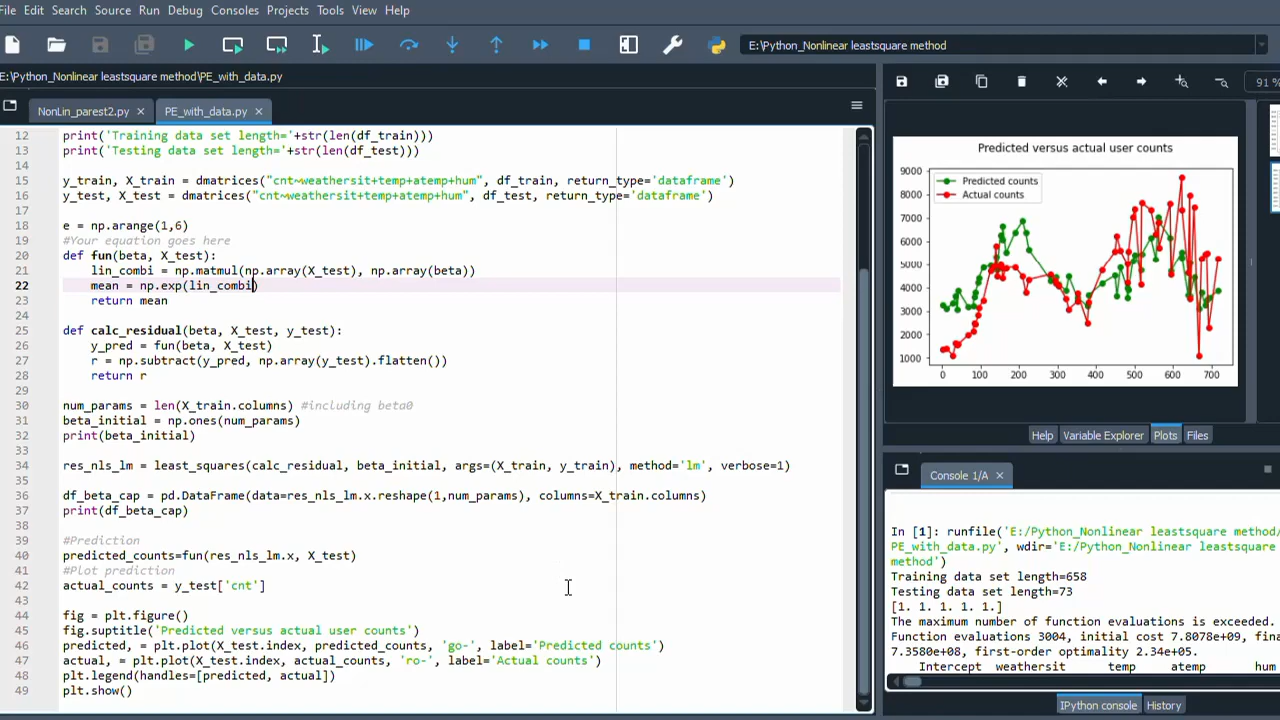 File Edit Search Source Run Debug Consoles Projects Tools View Help
E:\Python_Nonlinear leastsquare method
E:\Python_Nonlinear leastsquare method\PE_with_data.py
NonLin_parest2.py PE_with_data.py
12 print('Training data set length='+str(len(df_train)))
13 print('Testing data set length='+str(len(df_test)))
14
15 y_train, X_train = dmatrices("cnt~weathersit+temp+atemp+hum", df_train, return_type='dataframe')
16 y_test, X_test = dmatrices("cnt~weathersit+temp+atemp+hum", df_test, return_type='dataframe')
17
18 e = np.arange(1,6)
19 #Your equation goes here
20 def fun(beta, X_test):
21 lin_combi = np.matmul(np.array(X_test), np.array(beta))
22 mean = np.exp(lin_combi)
23 return mean
24
25 def calc_residual(beta, X_test, y_test):
26 y_pred = fun(beta, X_test)
27 r = np.subtract(y_pred, np.array(y_test).flatten())
28 return r
29
30 num_params = len(X_train.columns) #including beta0
31 beta_initial = np.ones(num_params)
32 print(beta_initial)
33
34 res_nls_lm = least_squares(calc_residual, beta_initial, args=(X_train, y_train), method='lm', verbose=1)
35
36 df_beta_cap = pd.DataFrame(data=res_nls_lm.x.reshape(1,num_params), columns=X_train.columns)
37 print(df_beta_cap)
38
39 #Prediction
40 predicted_counts=fun(res_nls_lm.x, X_test)
41 #Plot prediction
42 actual_counts = y_test['cnt']
43
44 fig = plt.figure()
45 fig.suptitle('Predicted versus actual user counts')
46 predicted, = plt.plot(X_test.index, predicted_counts, 'go-', label='Predicted counts')
47 actual, = plt.plot(X_test.index, actual_counts, 'ro-', label='Actual counts')
48 plt.legend(handles=[predicted, actual])
49 plt.show()
91 %
Predicted versus actual user counts
Predicted counts
Actual counts
9000
8000
7000
6000
5000
4000
3000
2000
1000
0 100 200 300 400 500 600 700
Help Variable Explorer Plots Files
Console 1/A
In [1]: runfile('E:/Python_Nonlinear leastsquare method/
PE_with_data.py', wdir='E:/Python_Nonlinear leastsquare
method')
Training data set length=658
Testing data set length=73
[1. 1. 1. 1. 1.]
The maximum number of function evaluations is exceeded.
Function evaluations 3004, initial cost 7.8078e+09, fina
7.3580e+08, first-order optimality 2.34e+05.
Intercept weathersit temp atemp hum
IPython console History